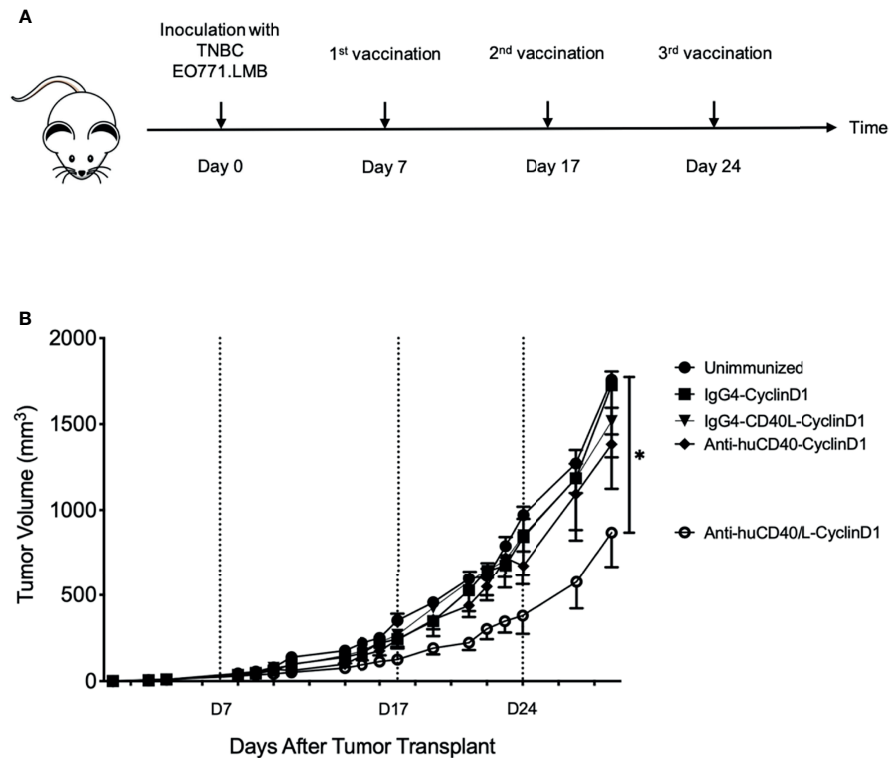 A
Inoculation with
TNBC
EO771.LMB
1st vaccination
2nd vaccination
3rd vaccination
Time
Day 0
Day 7
Day 17
Day 24
B
2000
1500
1000
500
0
Tumor Volume (mm3)
D7
D17
D24
Days After Tumor Transplant
Unimmunized
IgG4-CyclinD1
IgG4-CD40L-CyclinD1
Anti-huCD40-CyclinD1
*
Anti-huCD40/L-CyclinD1